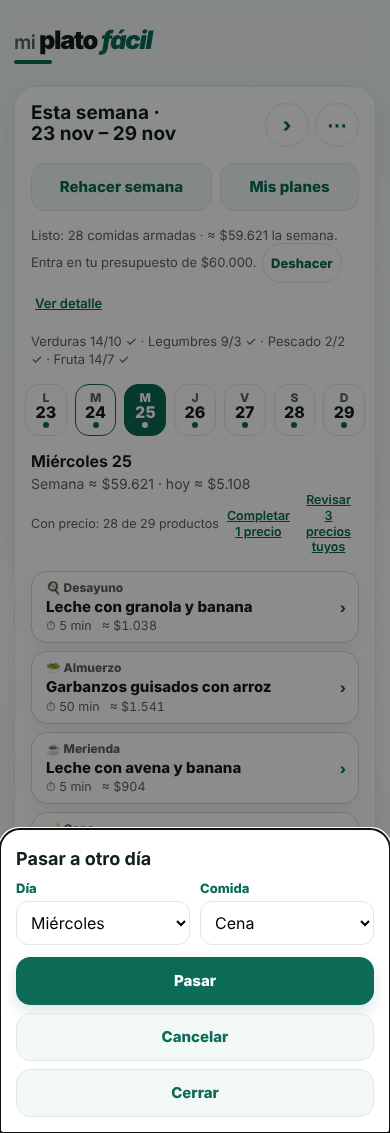 mi plato fácil
Esta semana ·
23 nov – 29 nov
›
···
Rehacer semana
Mis planes
Listo: 28 comidas armadas · ≈ $59.621 la semana.
Entra en tu presupuesto de $60.000.
Deshacer
Ver detalle
Verduras 14/10 ✓ · Legumbres 9/3 ✓ · Pescado 2/2
✓ · Fruta 14/7 ✓
L M M J V S D
23 24 25 26 27 28 29
Miércoles 25
Semana ≈ $59.621 · hoy ≈ $5.108
Con precio: 28 de 29 productos
Completar
1 precio
Revisar
3
precios
tuyos
🍳 Desayuno
Leche con granola y banana
›
⏱ 5 min ≈ $1.038
🥗 Almuerzo
Garbanzos guisados con arroz
›
⏱ 50 min ≈ $1.541
☕ Merienda
Leche con avena y banana
›
⏱ 5 min ≈ $904
Pasar a otro día
Día
Comida
Miércoles
Cena
Pasar
Cancelar
Cerrar